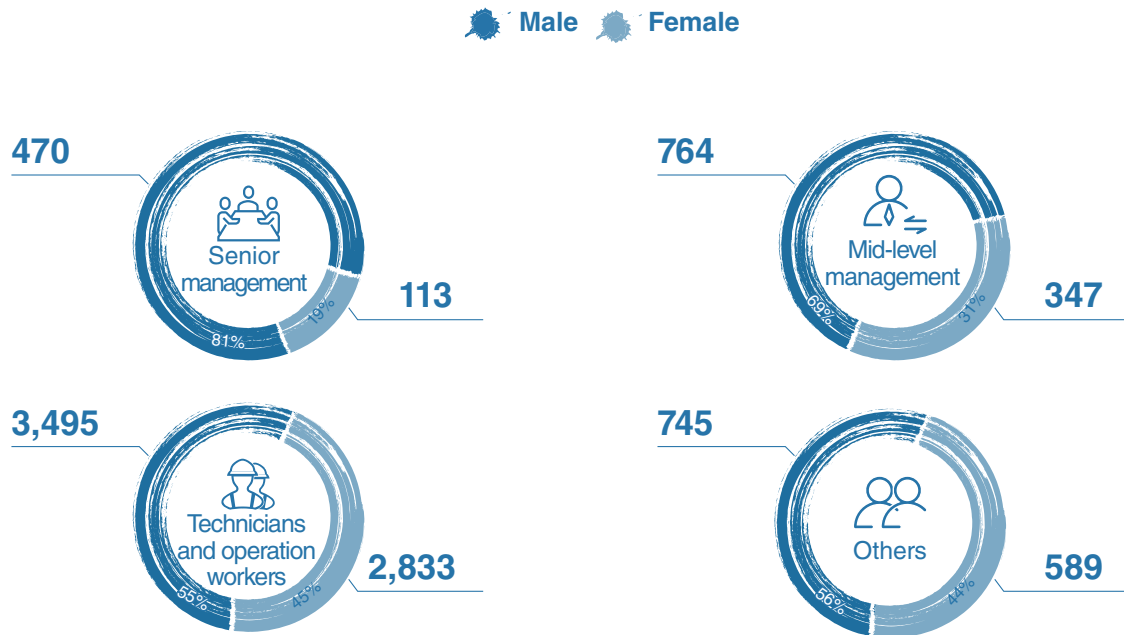 Male Female
470
Senior
management
113
81%
19%
764
Mid-level
management
347
69%
31%
3,495
Technicians
and operation
workers
2,833
55%
45%
745
Others
589
56%
44%